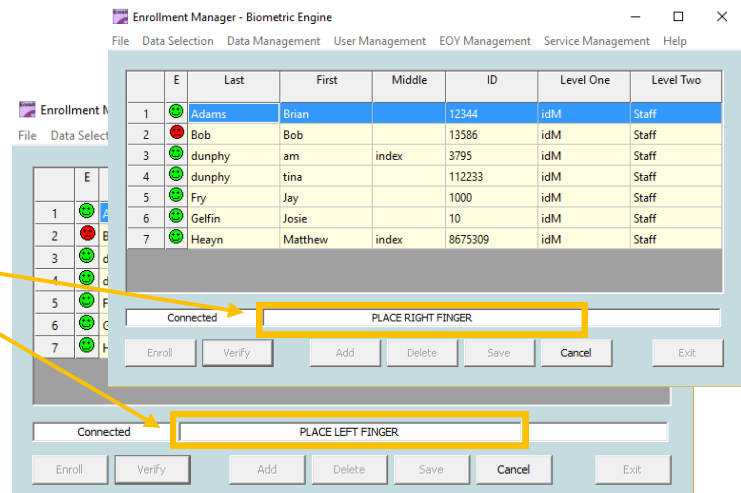 Enrollment Manager - Biometric Engine
File Data Selection Data Management User Management EOY Management Service Management Help
E Last First Middle ID Level One Level Two
1 Adams Brian 12344 idM Staff
2 Bob Bob 13586 idM Staff
3 dunphy am index 3795 idM Staff
4 dunphy tina 112233 idM Staff
5 Fry Jay 1000 idM Staff
6 Gelfin Josie 10 idM Staff
7 Heayn Matthew index 8675309 idM Staff
Connected PLACE RIGHT FINGER
Enroll Verify Add Delete Save Cancel Exit
Enrollment M
File Data Select
E
1
2 B
3 d
4 d
5 F
6 G
7 H
Connected PLACE LEFT FINGER
Enroll Verify Add Delete Save Cancel Exit